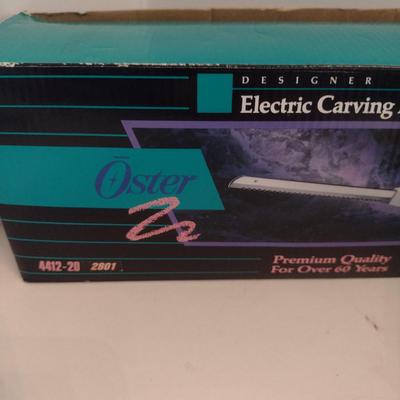 DESIGNER
Electric Carving
Oster
4412-20 2801
Premium Quality
For Over 60 Years